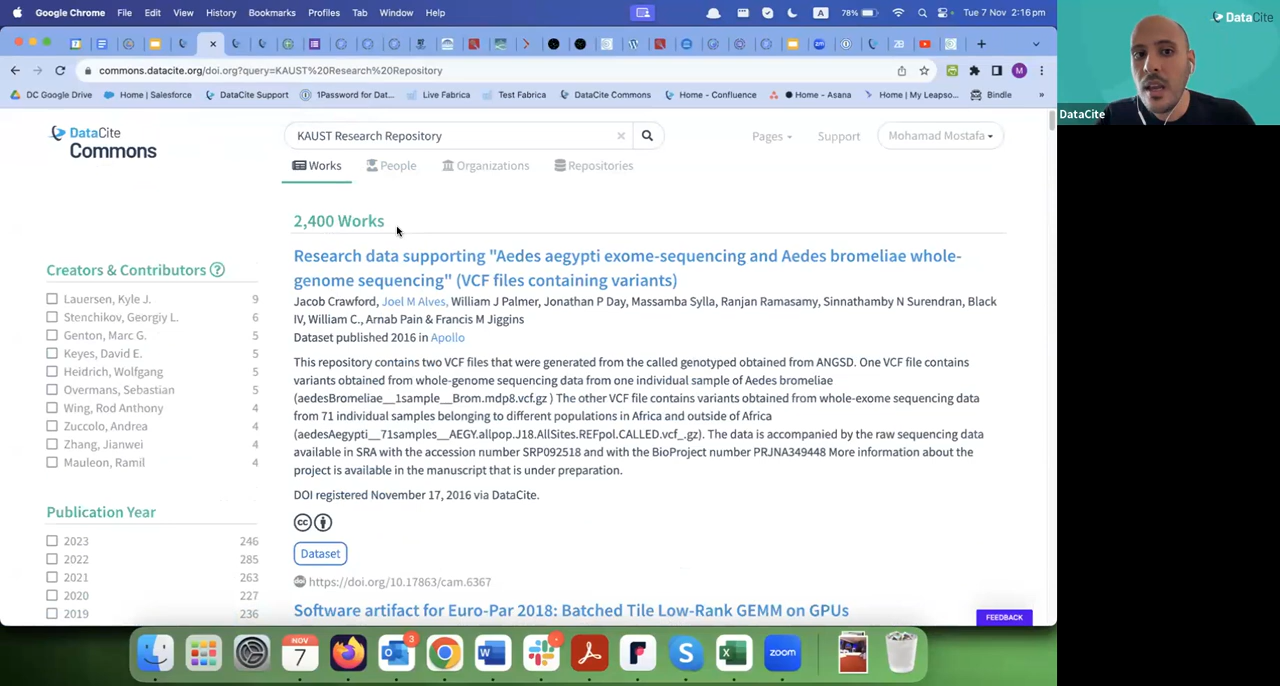 Google Chrome File Edit View History Bookmarks Profiles Tab Window Help
A 78% Tue 7 Nov 2:16pm
commons.datacite.org/doi.org?query=KAUST%20Research%20Repository
M
DC Google Drive Home | Salesforce DataCite Support 1Password for Dat... Live Fabrica Test Fabrica DataCite Commons Home - Confluence Home - Asana Home | My Leapso... Bindle »
DataCite
Commons
KAUST Research Repository
Pages Support Mohamad Mostafa
Works People Organizations Repositories
2,400 Works
Research data supporting "Aedes aegypti exome-sequencing and Aedes bromeliae whole-
genome sequencing" (VCF files containing variants)
Jacob Crawford, Joel M Alves, William J Palmer, Jonathan P Day, Massamba Sylla, Ranjan Ramasamy, Sinnathamby N Surendran, Black
IV, William C., Arnab Pain & Francis M Jiggins
Dataset published 2016 in Apollo
This repository contains two VCF files that were generated from the called genotyped obtained from ANGSD. One VCF file contains
variants obtained from whole-genome sequencing data from one individual sample of Aedes bromeliae
(aedesBromeliae__1sample__Brom.mdp8.vcf.gz ) The other VCF file contains variants obtained from whole-exome sequencing data
from 71 individual samples belonging to different populations in Africa and outside of Africa
(aedesAegypti__71samples__AEGY.allpop.J18.AllSites.REFpol.CALLED.vcf_.gz). The data is accompanied by the raw sequencing data
available in SRA with the accession number SRP092518 and with the BioProject number PRJNA349448 More information about the
project is available in the manuscript that is under preparation.
DOI registered November 17, 2016 via DataCite.
cc
Dataset
doi https://doi.org/10.17863/cam.6367
Software artifact for Euro-Par 2018: Batched Tile Low-Rank GEMM on GPUs
Creators & Contributors ?
Lauersen, Kyle J. 9
Stenchikov, Georgiy L. 6
Genton, Marc G. 5
Keyes, David E. 5
Heidrich, Wolfgang 5
Overmans, Sebastian 5
Wing, Rod Anthony 4
Zuccolo, Andrea 4
Zhang, Jianwei 4
Mauleon, Ramil 4
Publication Year
2023 246
2022 285
2021 263
2020 227
2019 236
FEEDBACK
NOV
7
3
zoom
DataCite
DataCite